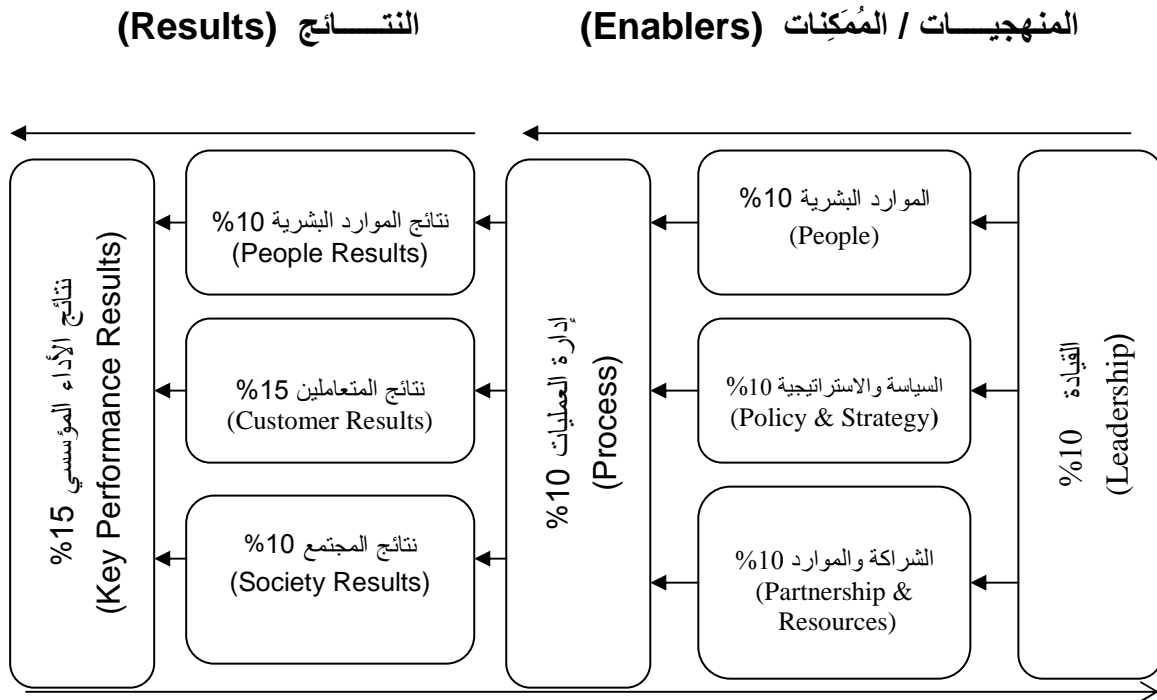 المنهجيـــــات / المُمَكِنات (Enablers)
النتـــــائج (Results)
القيادة 10%
(Leadership)
الموارد البشرية 10%
(People)
السياسة والاستراتيجية 10%
(Policy & Strategy)
الشراكة والموارد 10%
(Partnership &
Resources)
إدارة العمليات 10%
(Process)
نتائج الموارد البشرية 10%
(People Results)
نتائج المتعاملين 15%
(Customer Results)
نتائج المجتمع 10%
(Society Results)
نتائج الأداء المؤسسي 15%
(Key Performance Results)